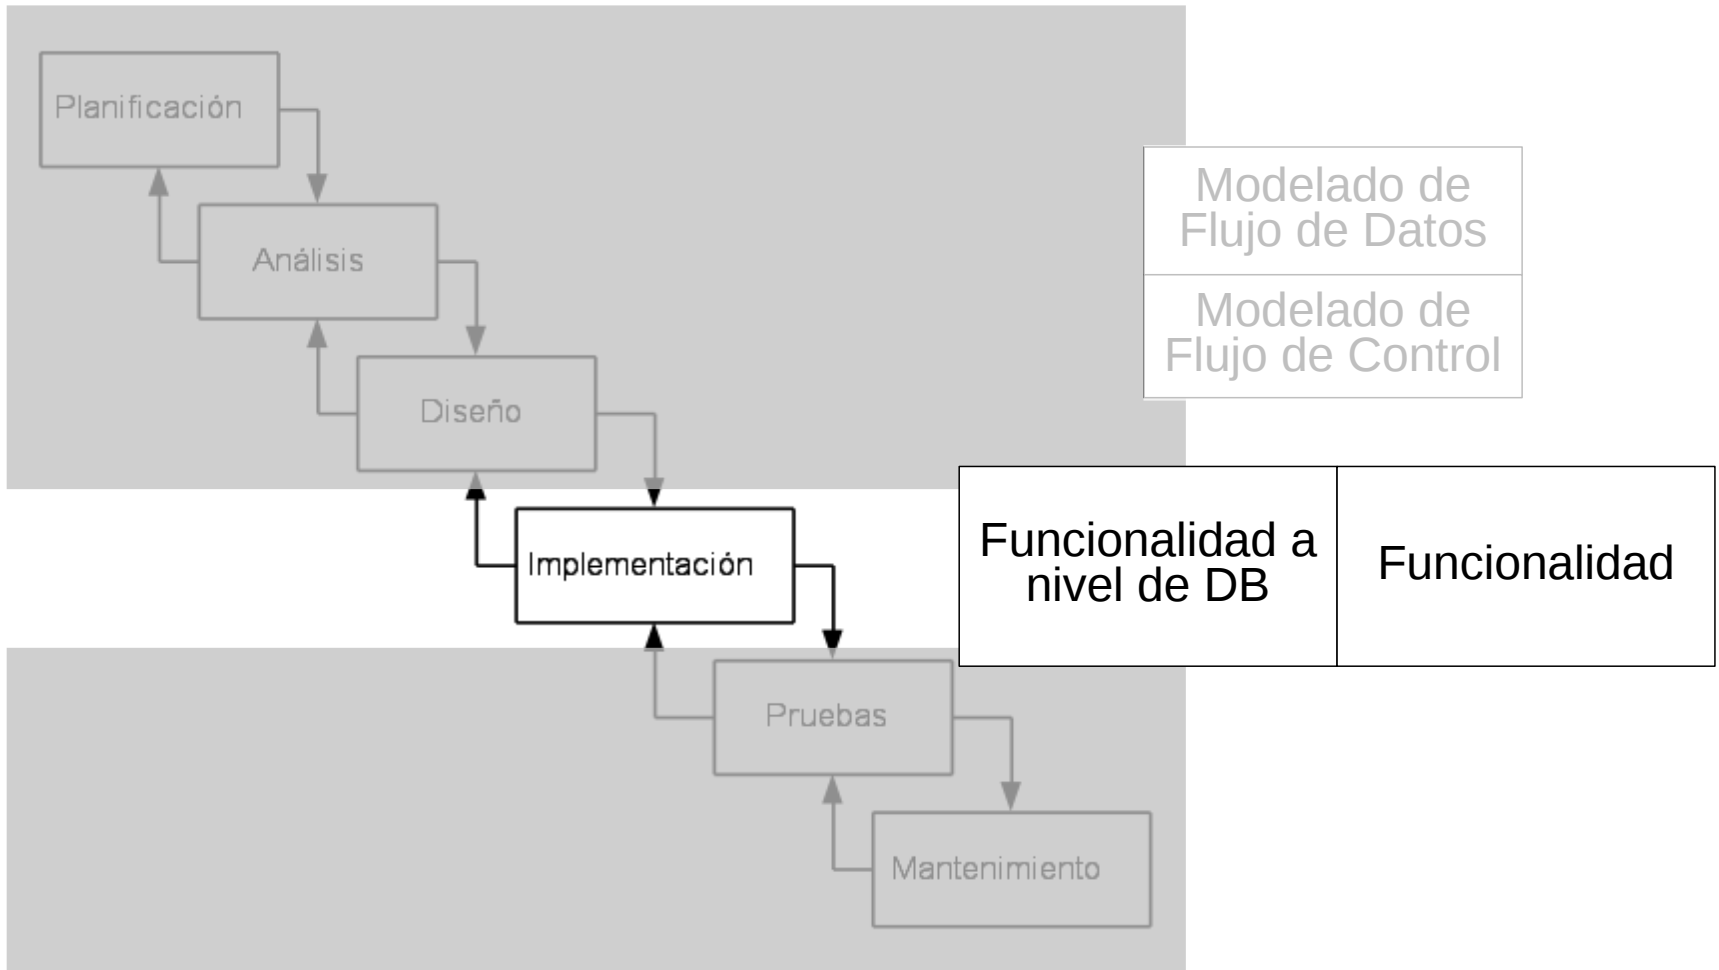 Planificación
Modelado de
Flujo de Datos
Análisis
Modelado de
Flujo de Control
Diseño
Funcionalidad a
nivel de DB
Funcionalidad
Implementación
Pruebas
Mantenimiento